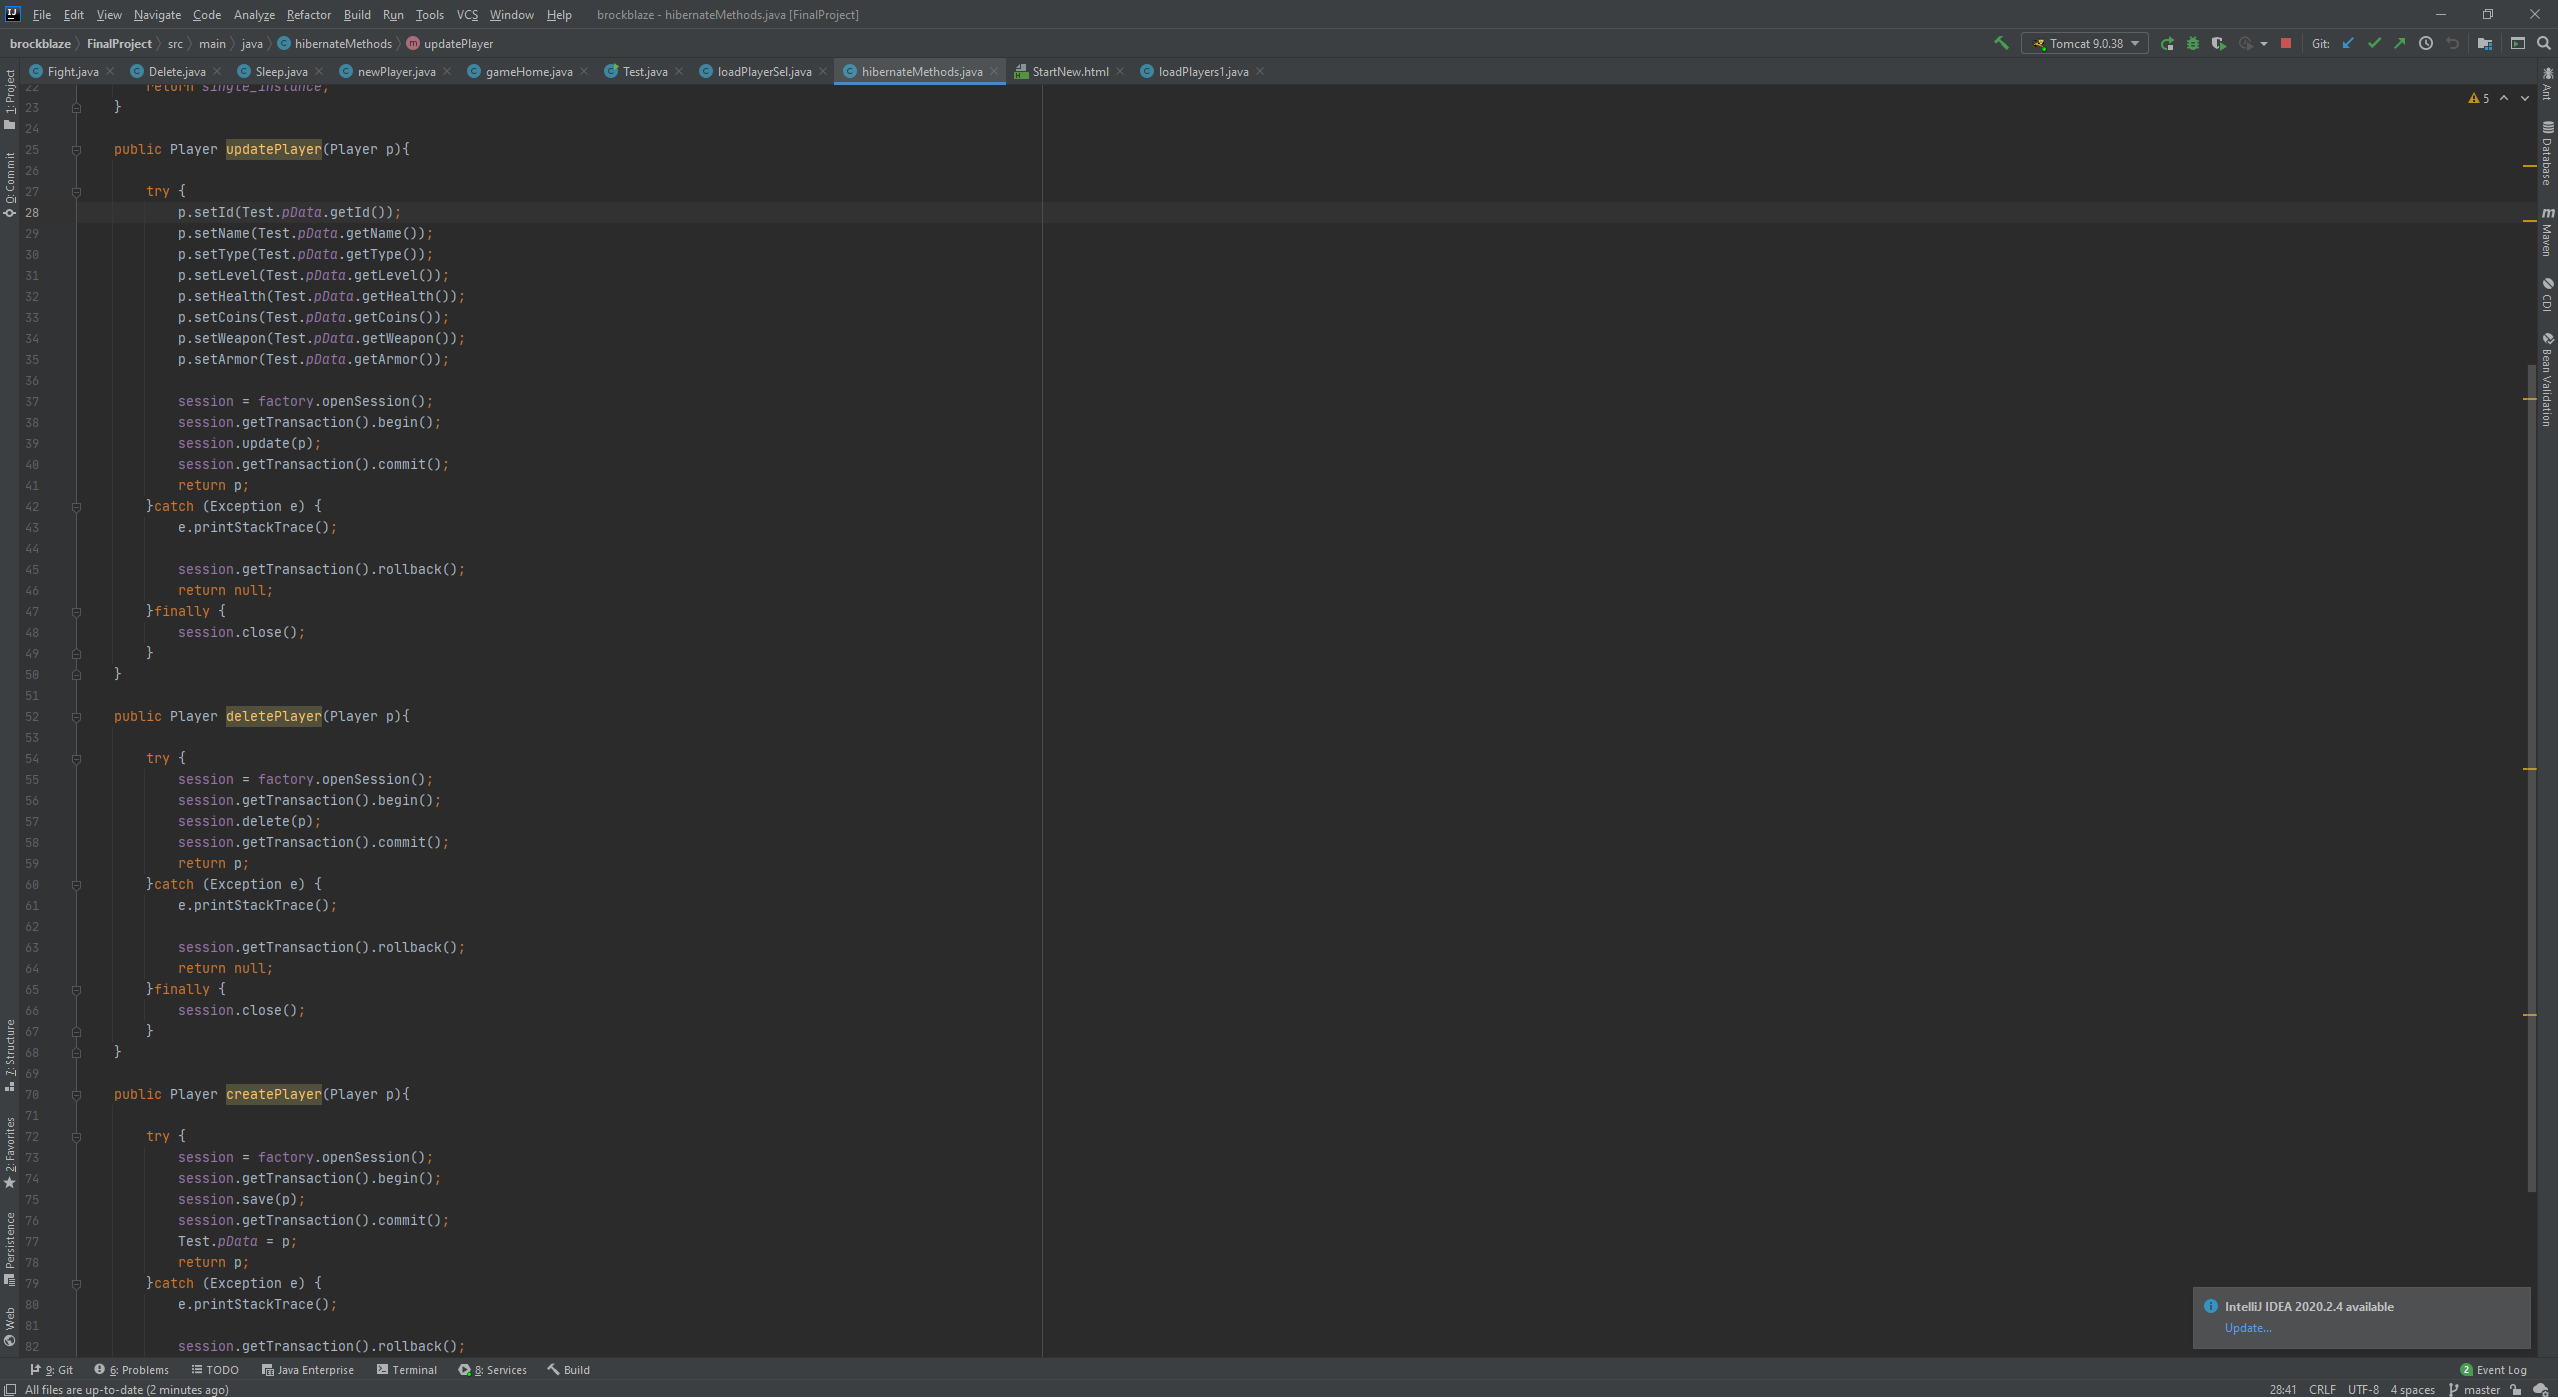 File Edit View Navigate Code Analyze Refactor Build Run Tools VCS Window Help brockblaze - hibernateMethods.java [FinalProject]
brockblaze FinalProject src main java hibernateMethods updatePlayer Tomcat 9.0.38 Git:
Fight.java Delete.java Sleep.java newPlayer.java gameHome.java Test.java loadPlayerSel.java hibernateMethods.java StartNew.html loadPlayers1.java
22 return single_instance;
23 }
24
25 public Player updatePlayer(Player p){
26
27 try {
28 p.setId(Test.pData.getId());
29 p.setName(Test.pData.getName());
30 p.setType(Test.pData.getType());
31 p.setLevel(Test.pData.getLevel());
32 p.setHealth(Test.pData.getHealth());
33 p.setCoins(Test.pData.getCoins());
34 p.setWeapon(Test.pData.getWeapon());
35 p.setArmor(Test.pData.getArmor());
36
37 session = factory.openSession();
38 session.getTransaction().begin();
39 session.update(p);
40 session.getTransaction().commit();
41 return p;
42 }catch (Exception e) {
43 e.printStackTrace();
44
45 session.getTransaction().rollback();
46 return null;
47 }finally {
48 session.close();
49 }
50 }
51
52 public Player deletePlayer(Player p){
53
54 try {
55 session = factory.openSession();
56 session.getTransaction().begin();
57 session.delete(p);
58 session.getTransaction().commit();
59 return p;
60 }catch (Exception e) {
61 e.printStackTrace();
62
63 session.getTransaction().rollback();
64 return null;
65 }finally {
66 session.close();
67 }
68 }
69
70 public Player createPlayer(Player p){
71
72 try {
73 session = factory.openSession();
74 session.getTransaction().begin();
75 session.save(p);
76 session.getTransaction().commit();
77 Test.pData = p;
78 return p;
79 }catch (Exception e) {
80 e.printStackTrace();
81
82 session.getTransaction().rollback();
1: Project
0: Commit
7: Structure
2: Favorites
Persistence
Web
5
Ant
Database
Maven
CDI
Bean Validation
IntelliJ IDEA 2020.2.4 available
Update...
9: Git 6: Problems TODO Java Enterprise Terminal 8: Services Build 2 Event Log
All files are up-to-date (2 minutes ago) 28:41 CRLF UTF-8 4 spaces master